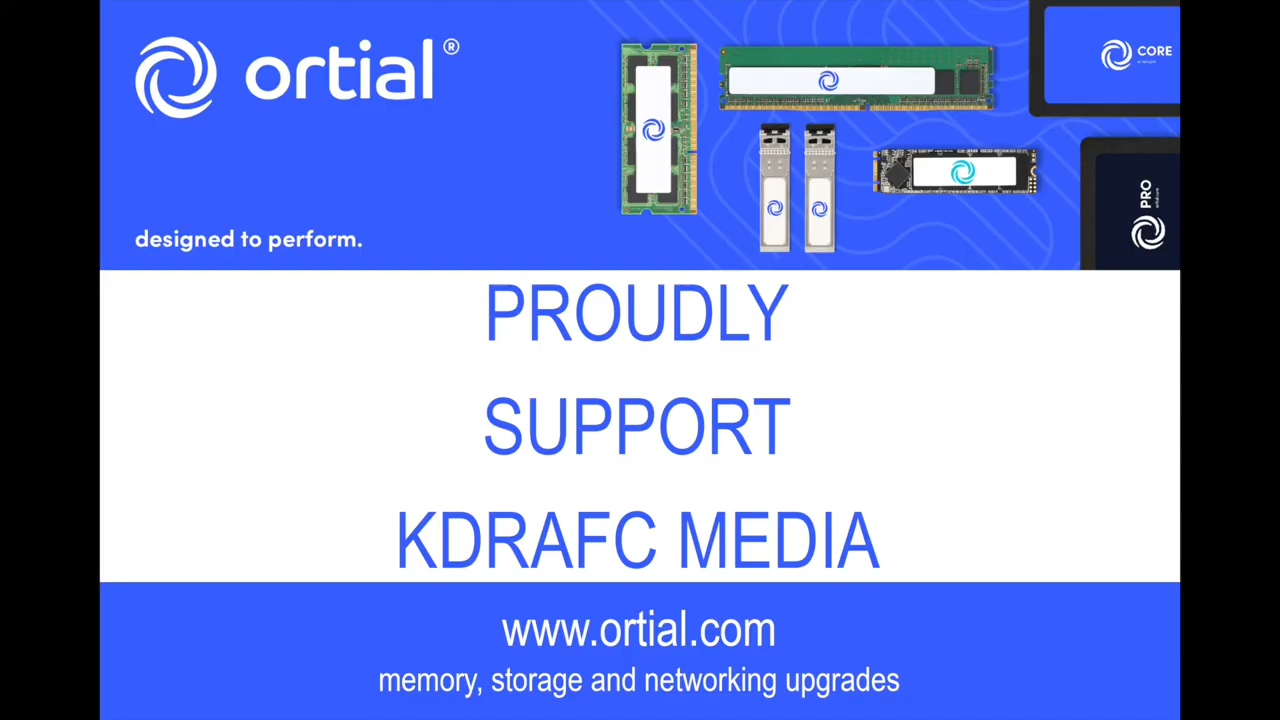 ortial®
CORE
PRO
designed to perform.
PROUDLY
SUPPORT
KDRAFC MEDIA
www.ortial.com
memory, storage and networking upgrades